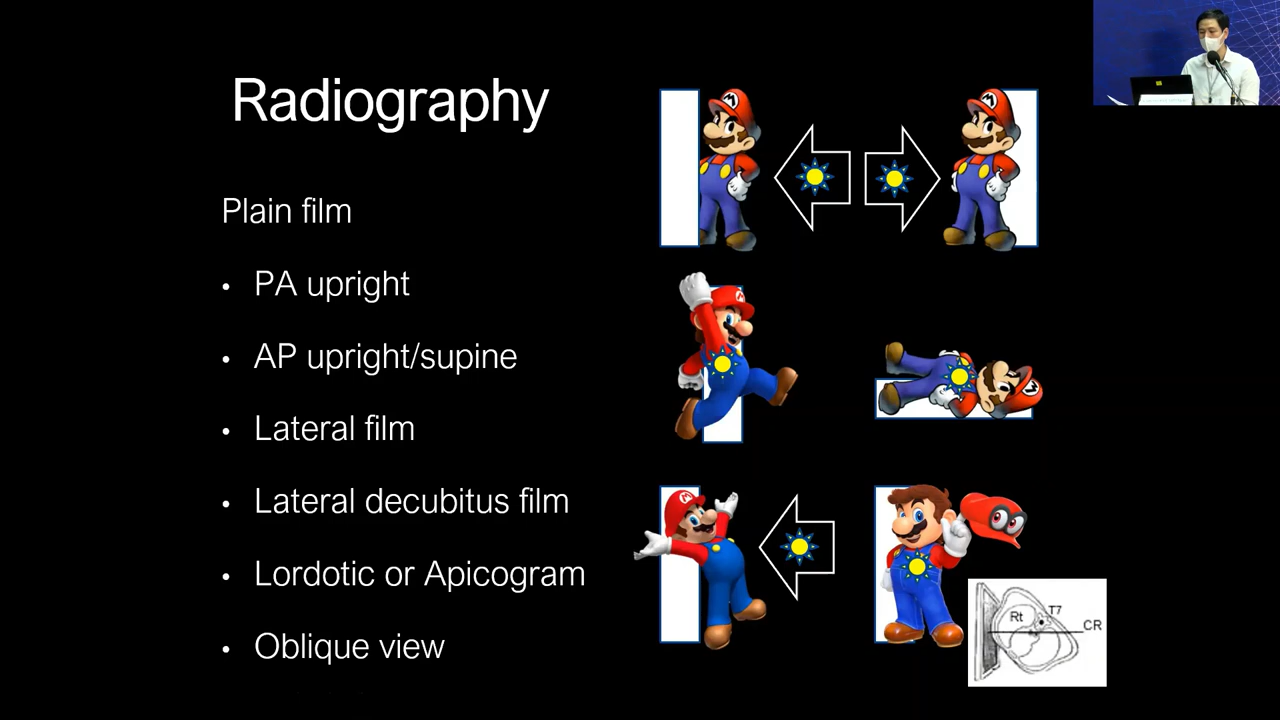 Radiography
Plain film
• PA upright
• AP upright/supine
• Lateral film
• Lateral decubitus film
• Lordotic or Apicogram
• Oblique view
Rt
T7
CR